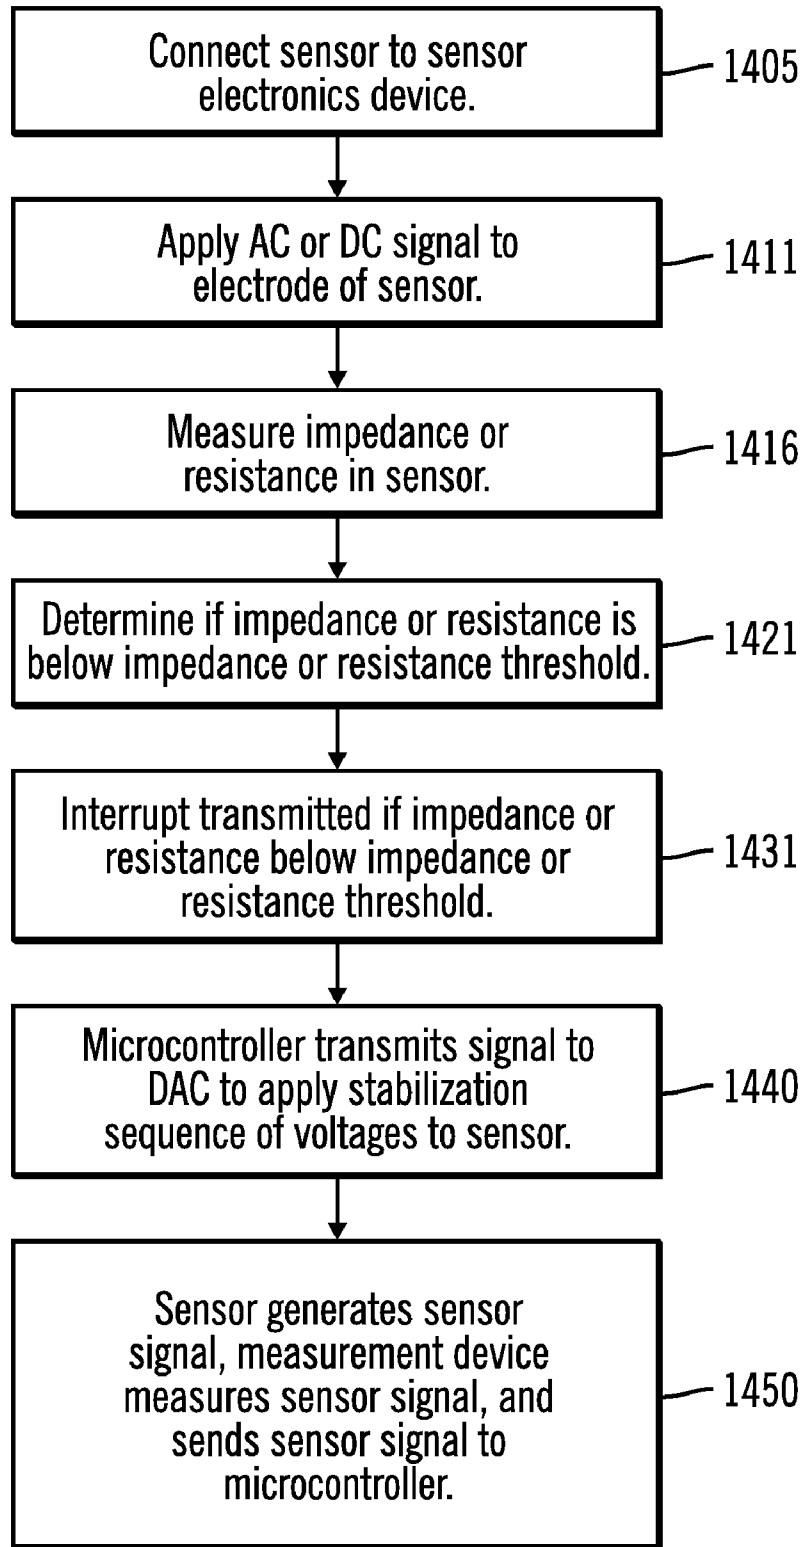 Connect sensor to sensor
electronics device.
1405
Apply AC or DC signal to
electrode of sensor.
1411
Measure impedance or
resistance in sensor.
1416
Determine if impedance or resistance is
below impedance or resistance threshold.
1421
Interrupt transmitted if impedance or
resistance below impedance or
resistance threshold.
1431
Microcontroller transmits signal to
DAC to apply stabilization
sequence of voltages to sensor.
1440
Sensor generates sensor
signal, measurement device
measures sensor signal, and
sends sensor signal to
microcontroller.
1450